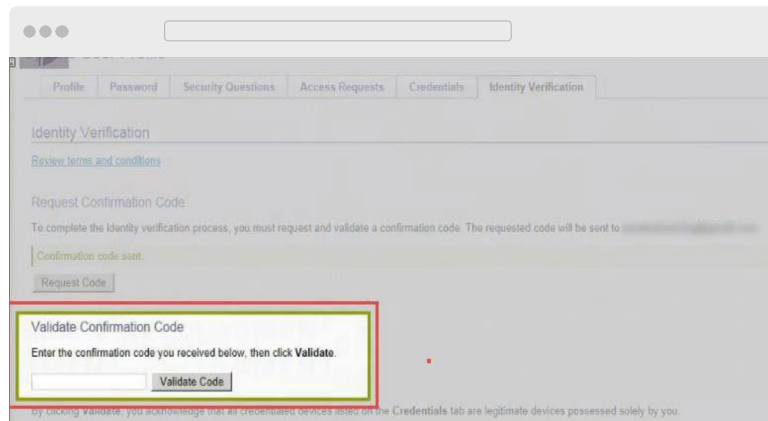 Profile Password Security Questions Access Requests Credentials Identity Verification
Identity Verification
Review terms and conditions
Request Confirmation Code
To complete the identity verification process, you must request and validate a confirmation code. The requested code will be sent to
Confirmation code sent.
Request Code
Validate Confirmation Code
Enter the confirmation code you received below, then click Validate.
Validate Code
By clicking Validate, you acknowledge that all credentialed devices listed on the Credentials tab are legitimate devices possessed solely by you.